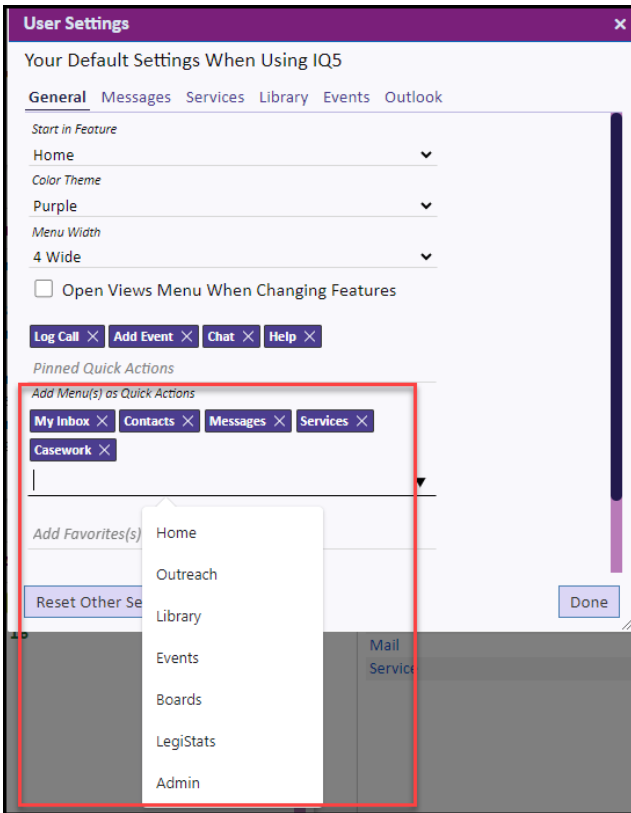 User Settings ×
Your Default Settings When Using IQ5
General Messages Services Library Events Outlook
Start in Feature
Home
Color Theme
Purple
Menu Width
4 Wide
Open Views Menu When Changing Features
Log Call × Add Event × Chat × Help ×
Pinned Quick Actions
Add Menu(s) as Quick Actions
My Inbox × Contacts × Messages × Services ×
Casework ×
Add Favorites(s)
Home
Outreach
Reset Other Se
Done
Library
Mail
Events
Service
Boards
LegiStats
Admin